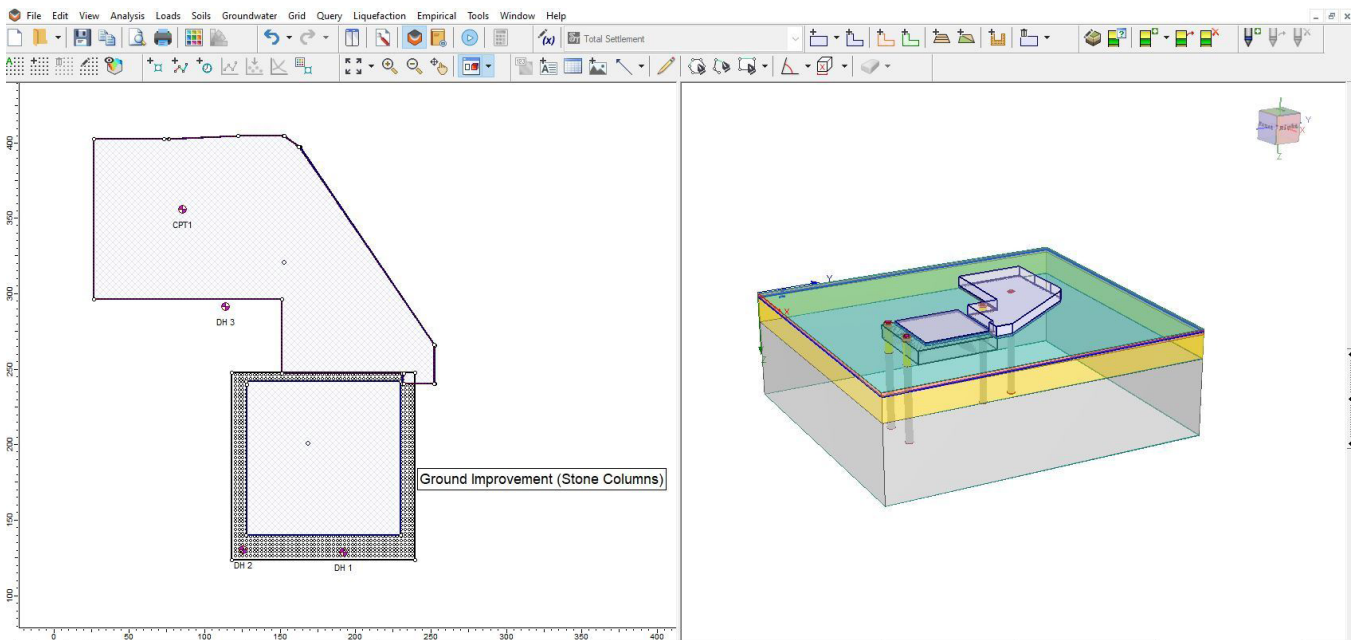 File Edit View Analysis Loads Soils Groundwater Grid Query Liquefaction Empirical Tools Window Help
(x) Total Settlement
400
350
300
250
200
150
100
CPT1
DH 3
Ground Improvement (Stone Columns)
DH 2
DH 1
0 50 100 150 200 250 300 350 400
Y
X
Z
Y
X
Z